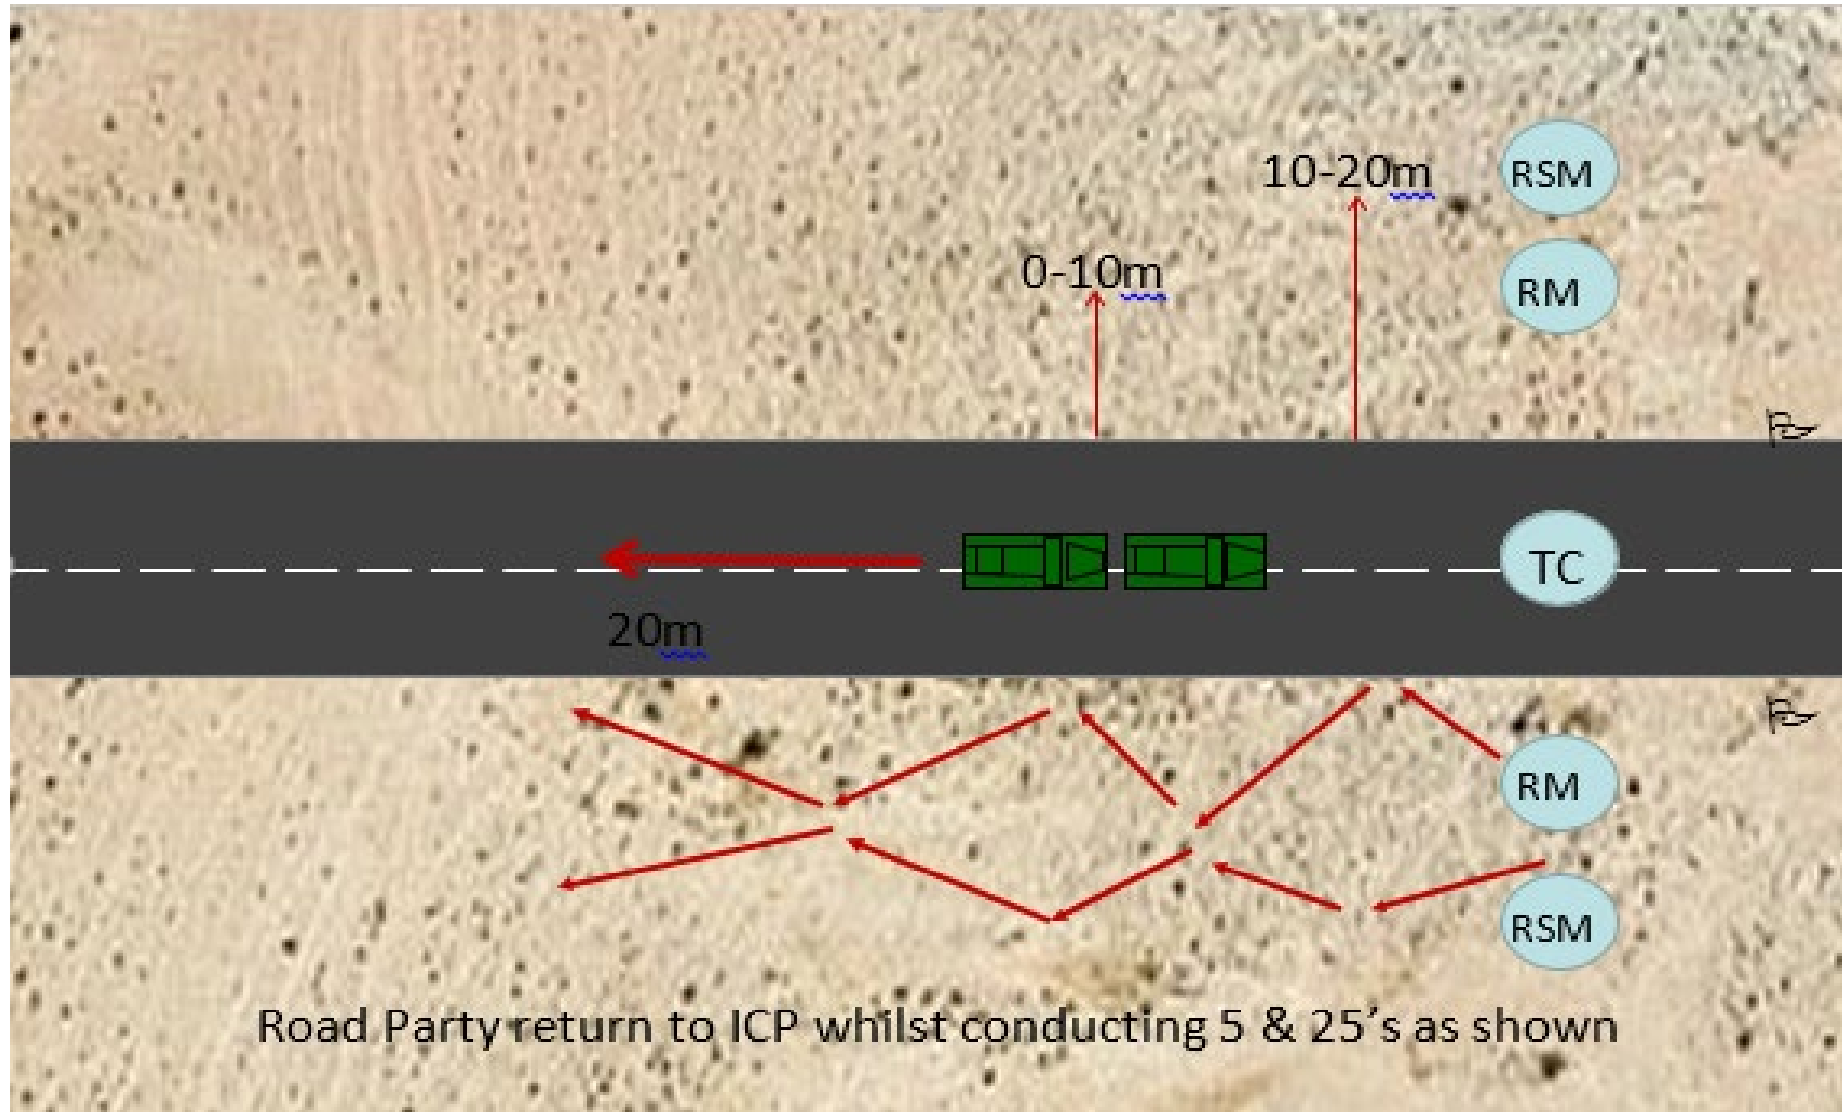 10-20m
RSM
0-10m
RM
TC
20m
RM
RSM
Road Party return to ICP whilst conducting 5 & 25’s as shown